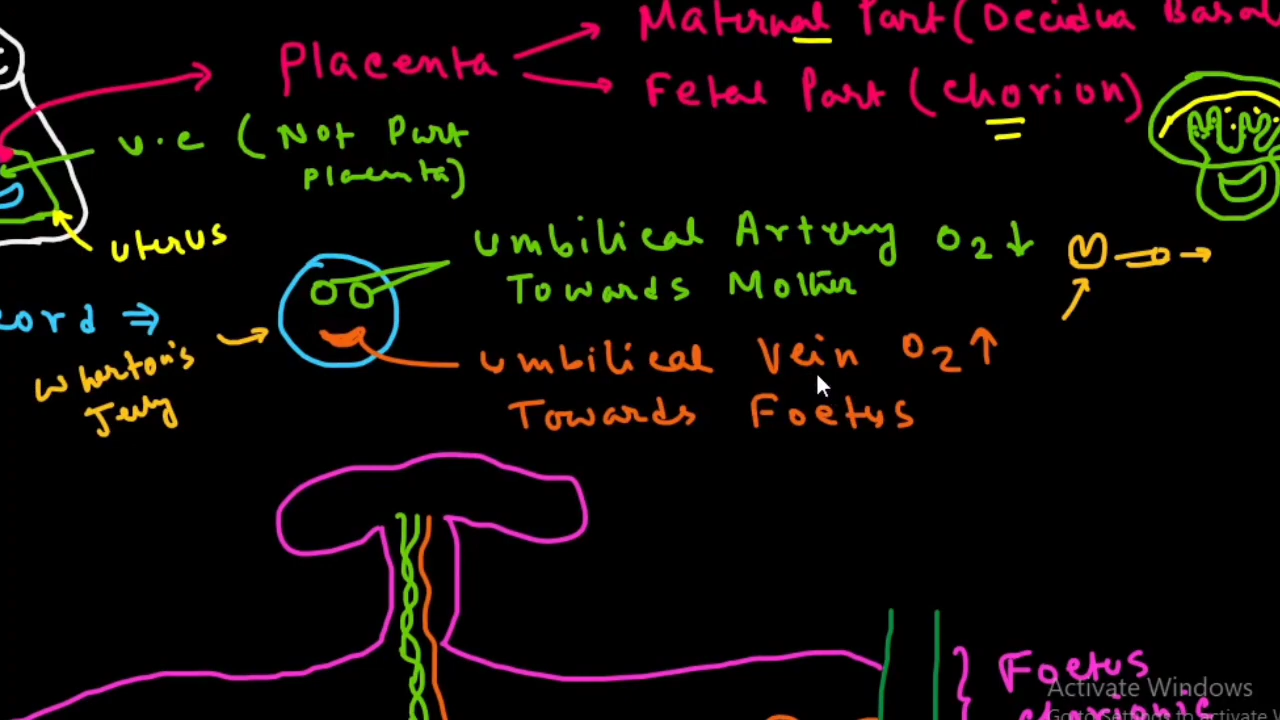 Maternal Part (Decidua Basal
Placenta
Fetal Part (chorion)
U.C (Not Part
placenta)
uterus
Umbilical Artery O2↓
Towards Mother
cord ⇒
Wharton's
Jelly
umbilical Vein O2↑
Towards Foetus
Foetus
Activate Windows